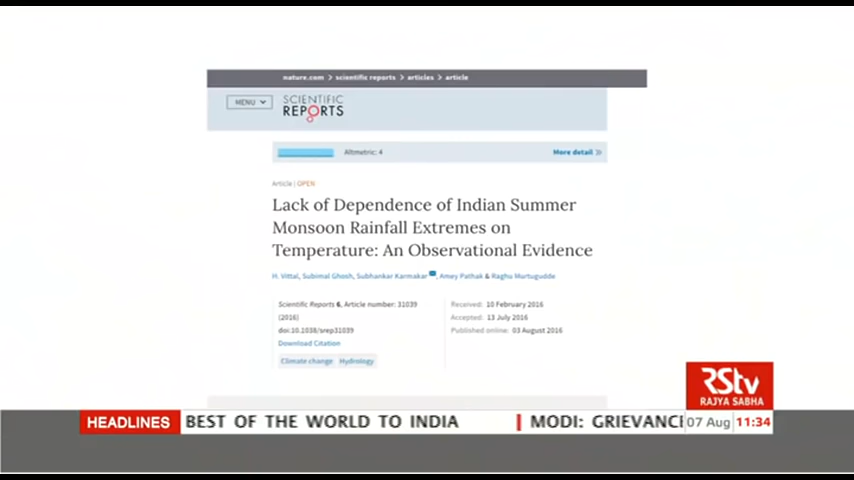 nature.com > scientific reports > articles > article
MENU
SCIENTIFIC
REPORTS
Altmetric: 4
More detail »
Article | OPEN
Lack of Dependence of Indian Summer
Monsoon Rainfall Extremes on
Temperature: An Observational Evidence
H. Vittal, Subimal Ghosh, Subhankar Karmakar, Amey Pathak & Raghu Murtugudde
Scientific Reports 6, Article number: 31039
(2016)
doi:10.1038/srep31039
Download Citation
Climate change Hydrology
Received: 10 February 2016
Accepted: 13 July 2016
Published online: 03 August 2016
RStv
RAJYA SABHA
HEADLINES BEST OF THE WORLD TO INDIA | MODI: GRIEVANC 07 Aug 11:34